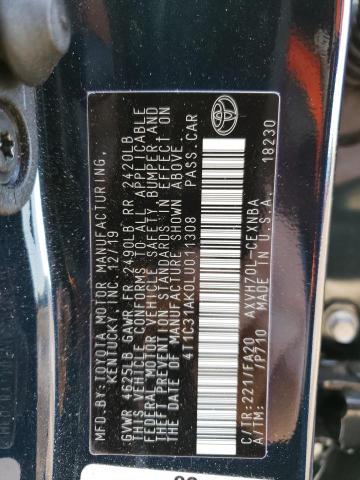 MFD.BY:TOYOTA MOTOR MANUFACTURING,
KENTUCKY,INC. 12/19
GVWR 4625LB GAWR FR 2490LB RR 2420LB
THIS VEHICLE CONFORMS TO ALL APPLICABLE
FEDERAL MOTOR VEHICLE SAFETY,BUMPER AND
THEFT PREVENTION STANDARDS IN EFFECT
ON THE DATE OF MANUFACTURE SHOWN ABOVE.
4T1C31AK0LU011308 PASS.CAR
C/TR:221/FA20 AXVH70L-CEXNBA
/P710 MADE IN U.S.A. 18230